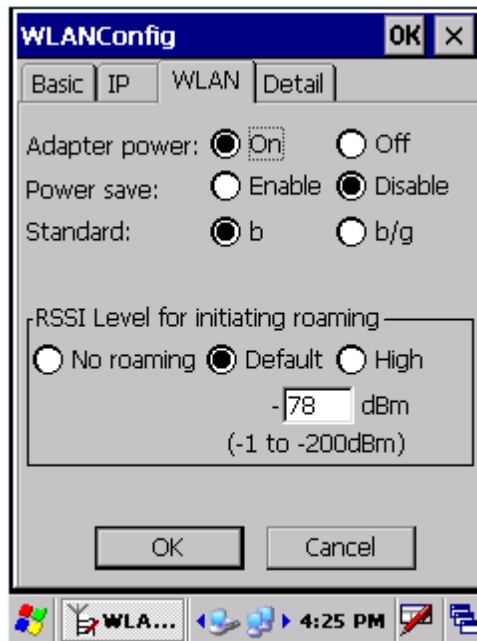 WLANConfig OK ×
Basic IP WLAN Detail
Adapter power: On Off
Power save: Enable Disable
Standard: b b/g
RSSI Level for initiating roaming
No roaming Default High
-78 dBm
(-1 to -200dBm)
OK Cancel
WLA... 4:25 PM